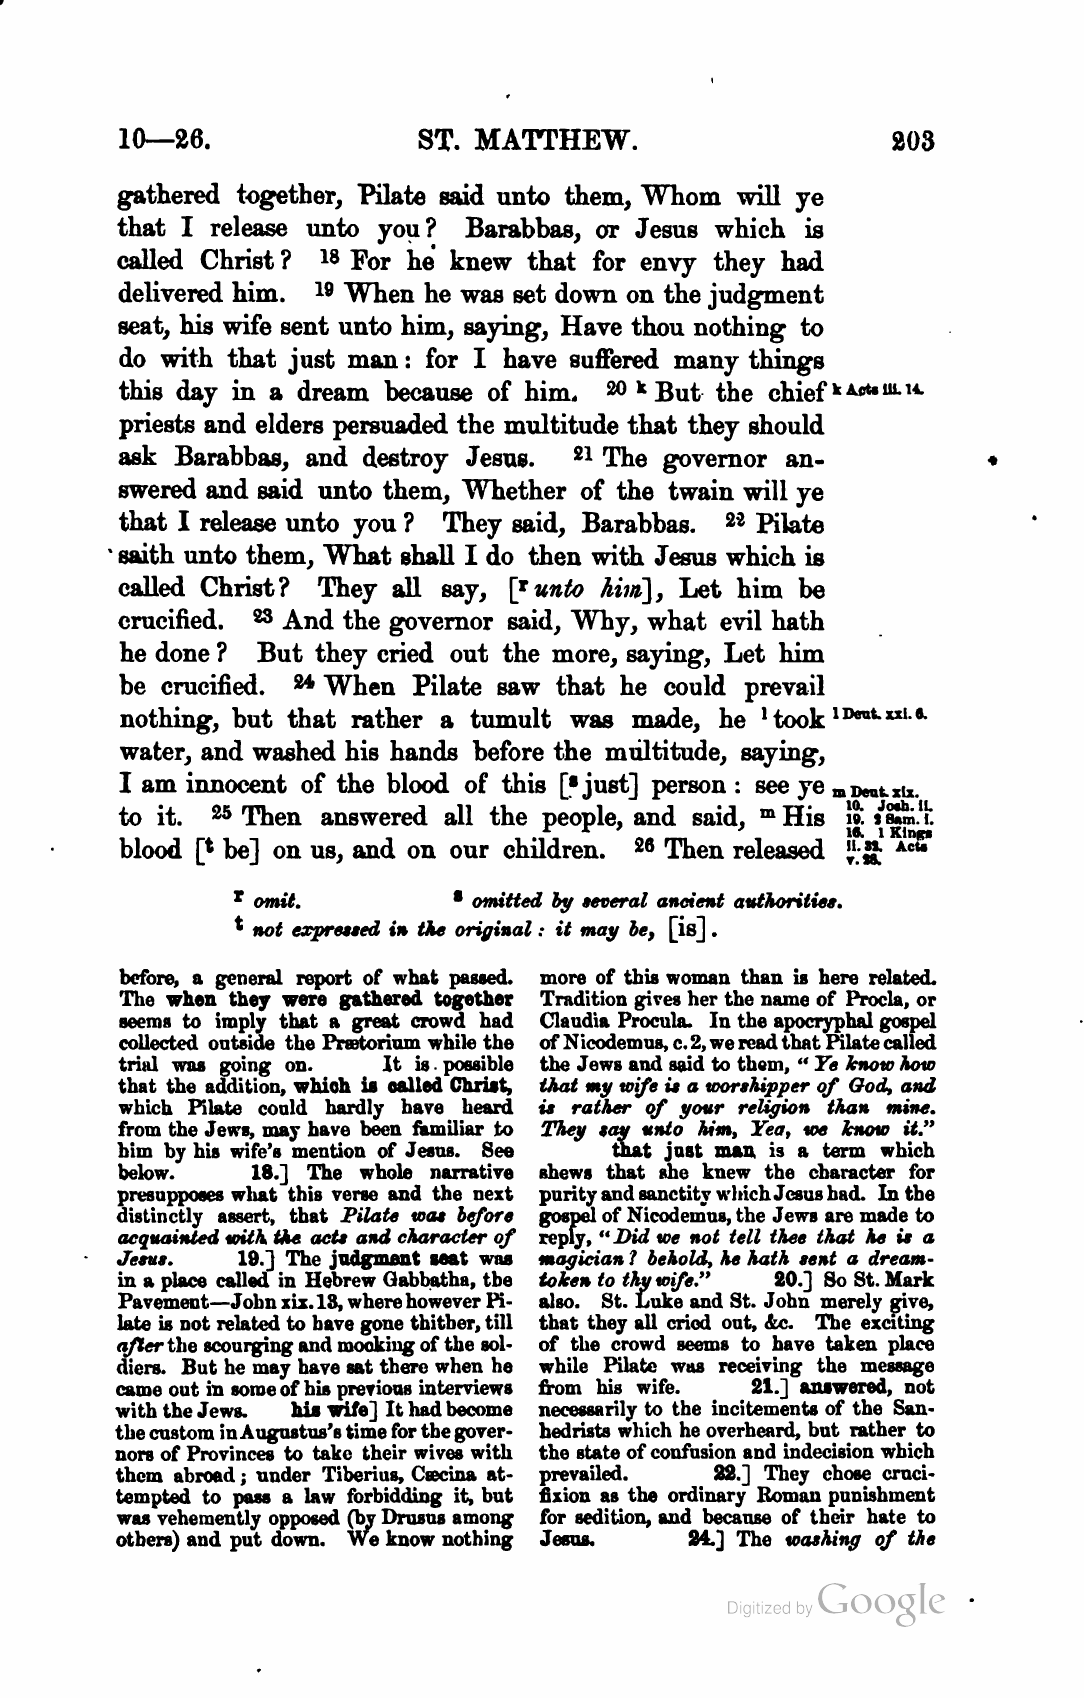 10—26. ST. MATTHEW. 203
gathered together, Pilate said unto them, Whom will ye
that I release unto you? Barabbas, or Jesus which is
called Christ? 18 For he knew that for envy they had
delivered him. 19 When he was set down on the judgment
seat, his wife sent unto him, saying, Have thou nothing to
do with that just man: for I have suffered many things
this day in a dream because of him. 20 k But the chief k Acts iii. 14.
priests and elders persuaded the multitude that they should
ask Barabbas, and destroy Jesus. 21 The governor an-
swered and said unto them, Whether of the twain will ye
that I release unto you? They said, Barabbas. 22 Pilate
saith unto them, What shall I do then with Jesus which is
called Christ? They all say, [r unto him], Let him be
crucified. 23 And the governor said, Why, what evil hath
he done? But they cried out the more, saying, Let him
be crucified. 24 When Pilate saw that he could prevail
nothing, but that rather a tumult was made, he l took l Deut. xxi. 6.
water, and washed his hands before the multitude, saying,
I am innocent of the blood of this [s just] person: see ye
to it. 25 Then answered all the people, and said, m His
blood [t be] on us, and on our children. 26 Then released
m Deut. xix.
10. Josh. ii.
19. 2 Sam. i.
16. 1 Kings
ii. 32. Acts
v. 28.
r omit. s omitted by several ancient authorities.
t not expressed in the original: it may be, [is].
before, a general report of what passed.
The when they were gathered together
seems to imply that a great crowd had
collected outside the Prætorium while the
trial was going on. It is possible
that the addition, which is called Christ,
which Pilate could hardly have heard
from the Jews, may have been familiar to
him by his wife's mention of Jesus. See
below. 18.] The whole narrative
presupposes what this verse and the next
distinctly assert, that Pilate was before
acquainted with the acts and character of
Jesus. 19.] The judgment seat was
in a place called in Hebrew Gabbatha, the
Pavement—John xix. 13, where however Pi-
late is not related to have gone thither, till
after the scourging and mocking of the sol-
diers. But he may have sat there when he
came out in some of his previous interviews
with the Jews. his wife] It had become
the custom in Augustus's time for the gover-
nors of Provinces to take their wives with
them abroad; under Tiberius, Cæcina at-
tempted to pass a law forbidding it, but
was vehemently opposed (by Drusus among
others) and put down. We know nothing
more of this woman than is here related.
Tradition gives her the name of Procla, or
Claudia Procula. In the apocryphal gospel
of Nicodemus, c. 2, we read that Pilate called
the Jews and said to them, “Ye know how
that my wife is a worshipper of God, and
is rather of your religion than mine.
They say unto him, Yea, we know it.”
that just man, is a term which
shews that she knew the character for
purity and sanctity which Jesus had. In the
gospel of Nicodemus, the Jews are made to
reply, “Did we not tell thee that he is a
magician? behold, he hath sent a dream-
token to thy wife.” 20.] So St. Mark
also. St. Luke and St. John merely give,
that they all cried out, &c. The exciting
of the crowd seems to have taken place
while Pilate was receiving the message
from his wife. 21.] answered, not
necessarily to the incitements of the San-
hedrists which he overheard, but rather to
the state of confusion and indecision which
prevailed. 22.] They chose cruci-
fixion as the ordinary Roman punishment
for sedition, and because of their hate to
Jesus. 24.] The washing of the
Digitized by Google